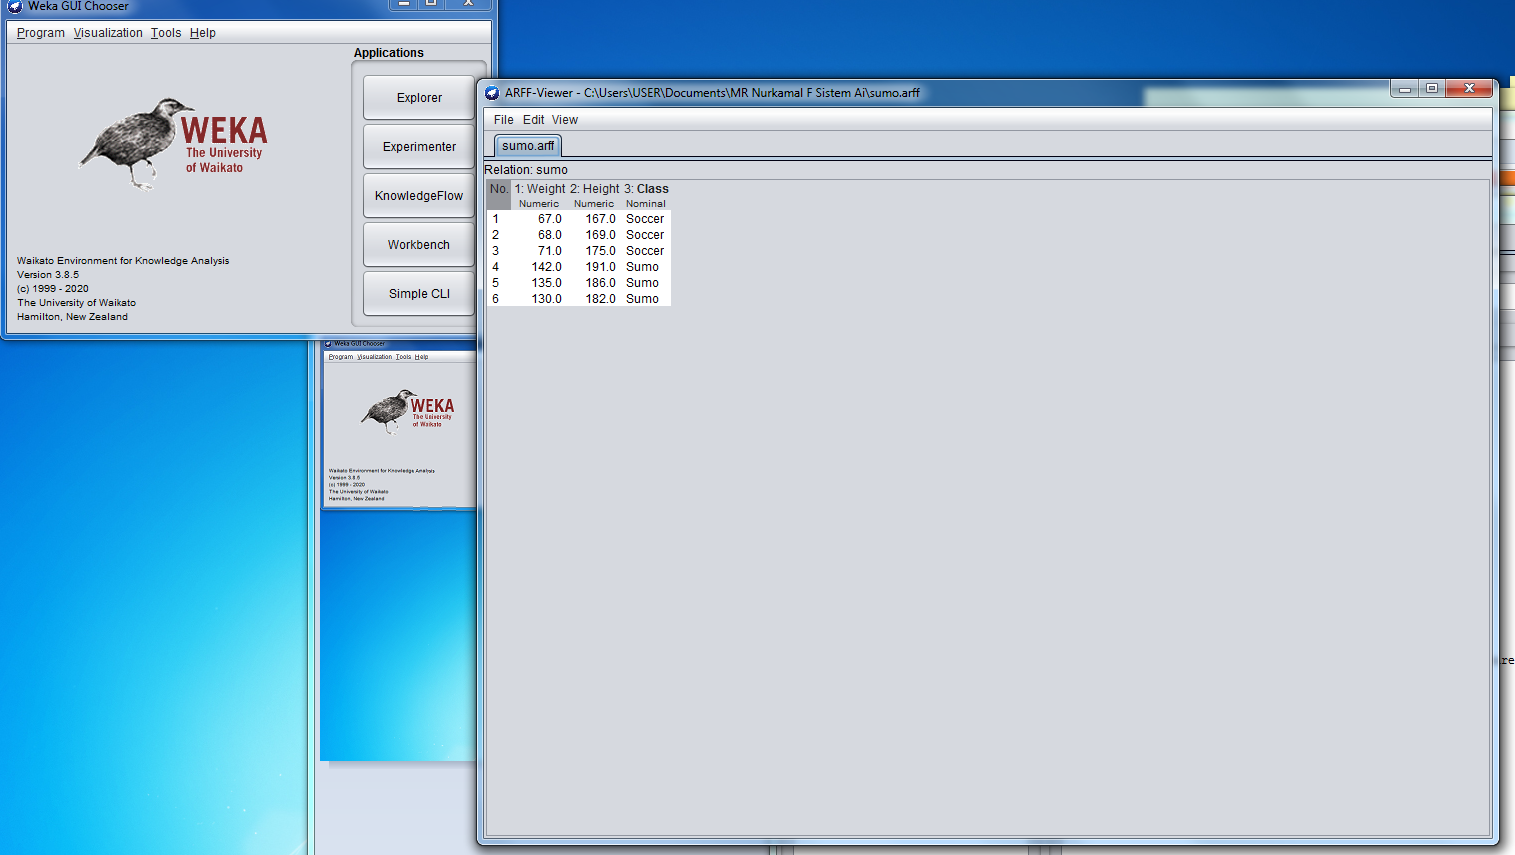 Weka GUI Chooser
Program Visualization Tools Help
WEKA
The University
of Waikato
Waikato Environment for Knowledge Analysis
Version 3.8.5
(c) 1999 - 2020
The University of Waikato
Hamilton, New Zealand
Applications
Explorer
Experimenter
KnowledgeFlow
Workbench
Simple CLI
Weka GUI Chooser
Program Visualization Tools Help
WEKA
The University
of Waikato
Waikato Environment for Knowledge Analysis
Version 3.8.5
(c) 1999 - 2020
The University of Waikato
Hamilton, New Zealand
ARFF-Viewer - C:\Users\USER\Documents\MR Nurkamal F Sistem Ai\sumo.arff
File Edit View
sumo.arff
Relation: sumo
No. 1: Weight 2: Height 3: Class
Numeric Numeric Nominal
1 67.0 167.0 Soccer
2 68.0 169.0 Soccer
3 71.0 175.0 Soccer
4 142.0 191.0 Sumo
5 135.0 186.0 Sumo
6 130.0 182.0 Sumo